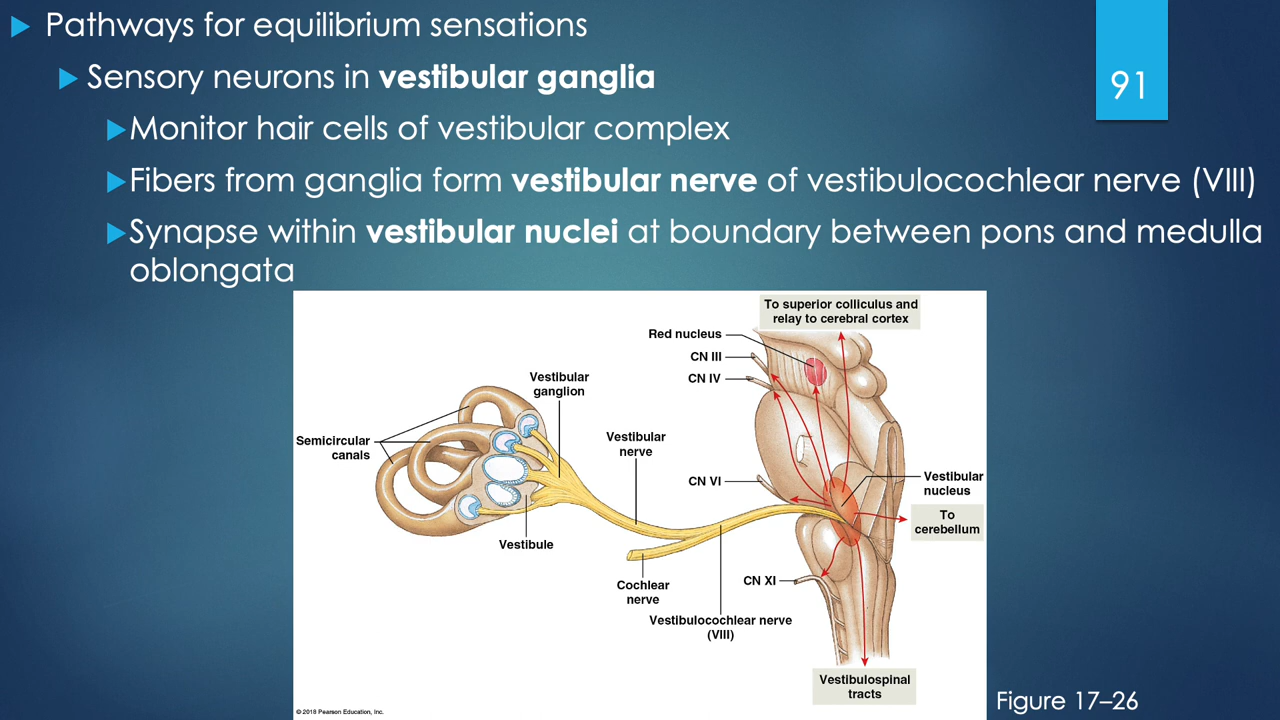 Pathways for equilibrium sensations
Sensory neurons in vestibular ganglia
91
Monitor hair cells of vestibular complex
Fibers from ganglia form vestibular nerve of vestibulocochlear nerve (VIII)
Synapse within vestibular nuclei at boundary between pons and medulla
oblongata
To superior colliculus and
relay to cerebral cortex
Red nucleus
CN III
CN IV
Vestibular
ganglion
Semicircular
canals
Vestibular
nerve
CN VI
Vestibular
nucleus
To
cerebellum
Vestibule
Cochlear
nerve
CN XI
Vestibulocochlear nerve
(VIII)
Vestibulospinal
tracts
© 2018 Pearson Education, Inc.
Figure 17–26